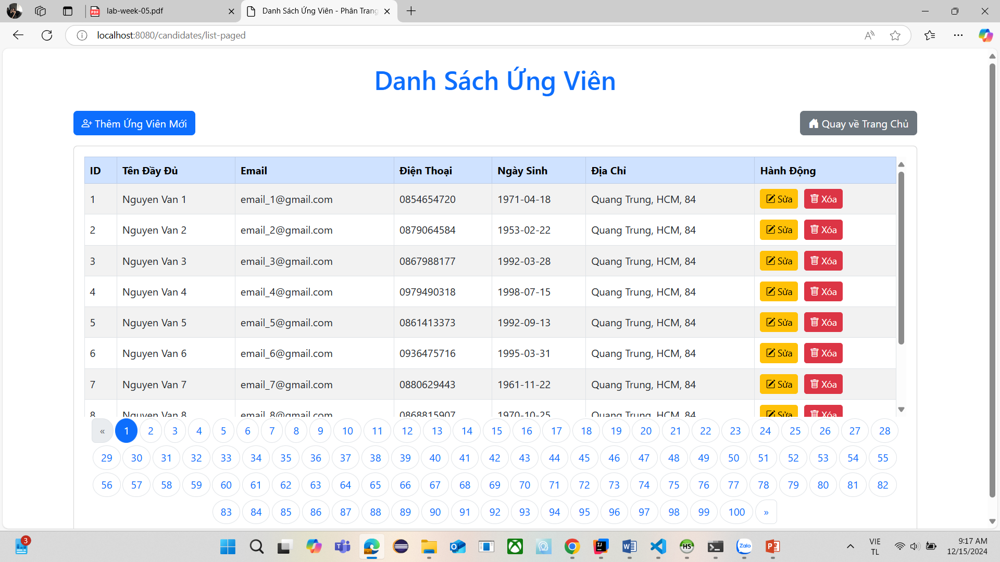 lab-week-05.pdf
Danh Sách Ứng Viên - Phân Trang
localhost:8080/candidates/list-paged
Danh Sách Ứng Viên
Thêm Ứng Viên Mới
Quay về Trang Chủ
ID Tên Đầy Đủ Email Điện Thoại Ngày Sinh Địa Chỉ Hành Động
1 Nguyen Van 1 email_1@gmail.com 0854654720 1971-04-18 Quang Trung, HCM, 84 Sửa Xóa
2 Nguyen Van 2 email_2@gmail.com 0879064584 1953-02-22 Quang Trung, HCM, 84 Sửa Xóa
3 Nguyen Van 3 email_3@gmail.com 0867988177 1992-03-28 Quang Trung, HCM, 84 Sửa Xóa
4 Nguyen Van 4 email_4@gmail.com 0979490318 1998-07-15 Quang Trung, HCM, 84 Sửa Xóa
5 Nguyen Van 5 email_5@gmail.com 0861413373 1992-09-13 Quang Trung, HCM, 84 Sửa Xóa
6 Nguyen Van 6 email_6@gmail.com 0936475716 1995-03-31 Quang Trung, HCM, 84 Sửa Xóa
7 Nguyen Van 7 email_7@gmail.com 0880629443 1961-11-22 Quang Trung, HCM, 84 Sửa Xóa
8 Nguyen Van 8 email_8@gmail.com 0868815907 1970-10-25 Quang Trung, HCM, 84 Sửa Xóa
« 1 2 3 4 5 6 7 8 9 10 11 12 13 14 15 16 17 18 19 20 21 22 23 24 25 26 27 28
29 30 31 32 33 34 35 36 37 38 39 40 41 42 43 44 45 46 47 48 49 50 51 52 53 54 55
56 57 58 59 60 61 62 63 64 65 66 67 68 69 70 71 72 73 74 75 76 77 78 79 80 81 82
83 84 85 86 87 88 89 90 91 92 93 94 95 96 97 98 99 100 »
3
VIE
TL
9:17 AM
12/15/2024